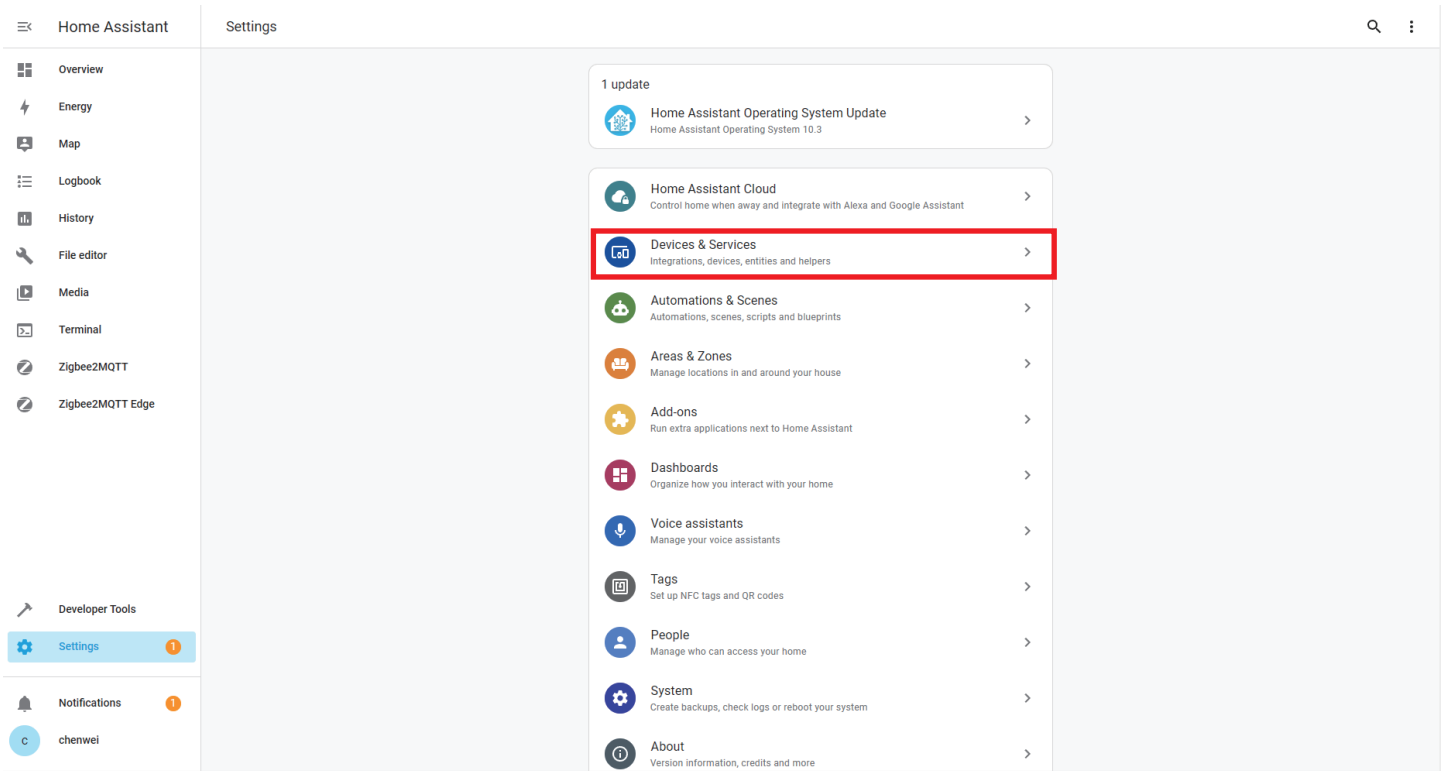 Home Assistant
Settings
Overview
Energy
Map
Logbook
History
File editor
Media
Terminal
Zigbee2MQTT
Zigbee2MQTT Edge
Developer Tools
Settings 1
Notifications 1
c chenwei
1 update
Home Assistant Operating System Update
Home Assistant Operating System 10.3
Home Assistant Cloud
Control home when away and integrate with Alexa and Google Assistant
Devices & Services
Integrations, devices, entities and helpers
Automations & Scenes
Automations, scenes, scripts and blueprints
Areas & Zones
Manage locations in and around your house
Add-ons
Run extra applications next to Home Assistant
Dashboards
Organize how you interact with your home
Voice assistants
Manage your voice assistants
Tags
Set up NFC tags and QR codes
People
Manage who can access your home
System
Create backups, check logs or reboot your system
About
Version information, credits and more